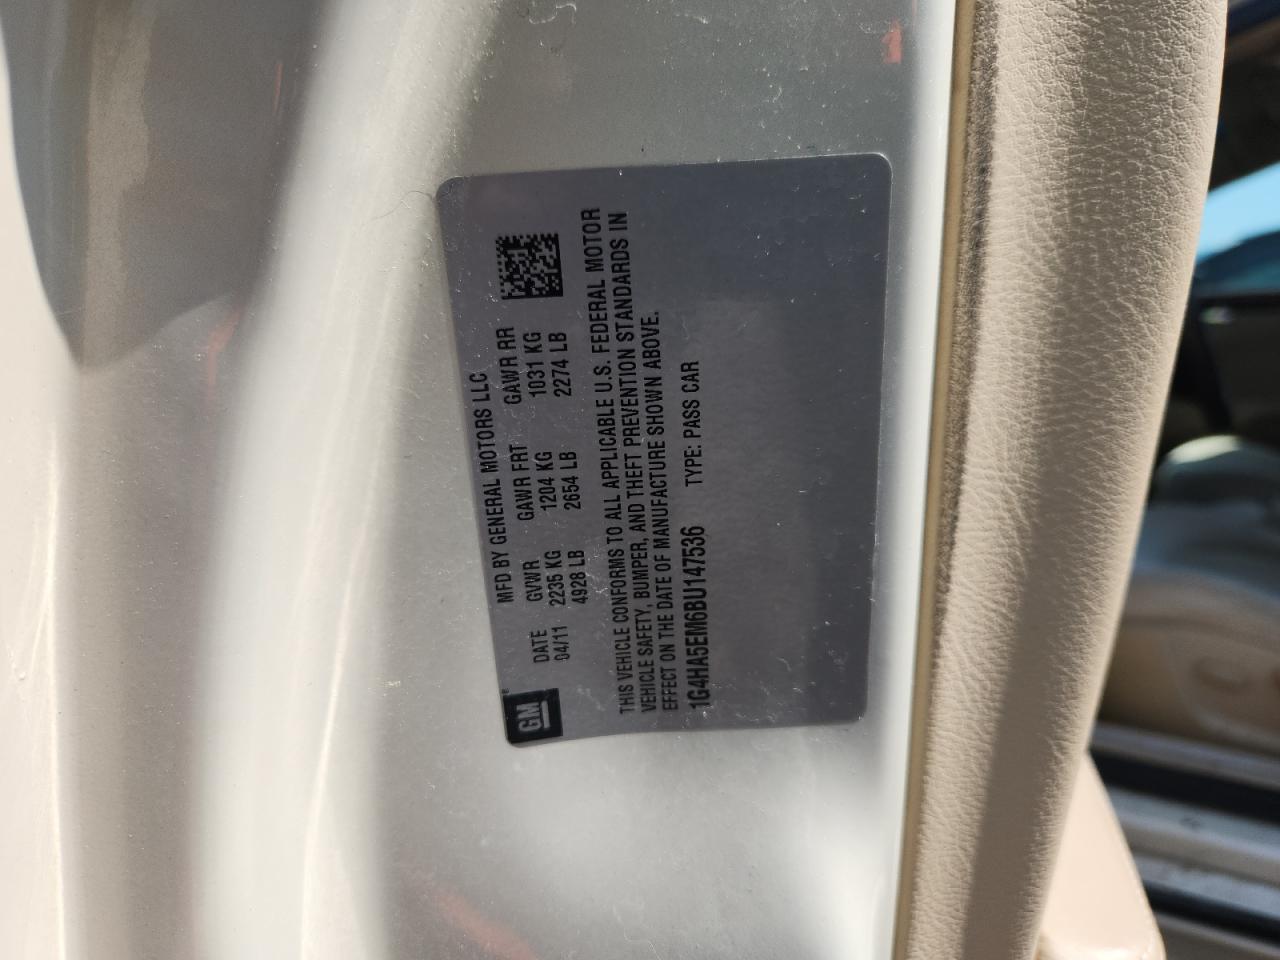 MFD BY GENERAL MOTORS LLC
DATE GVWR GAWR FRT GAWR RR
04/11 2235 KG 1204 KG 1031 KG
4928 LB 2654 LB 2274 LB
GM®
THIS VEHICLE CONFORMS TO ALL APPLICABLE U.S. FEDERAL MOTOR
VEHICLE SAFETY, BUMPER, AND THEFT PREVENTION STANDARDS IN
EFFECT ON THE DATE OF MANUFACTURE SHOWN ABOVE.
1G4HA5EM6BU147536 TYPE: PASS CAR